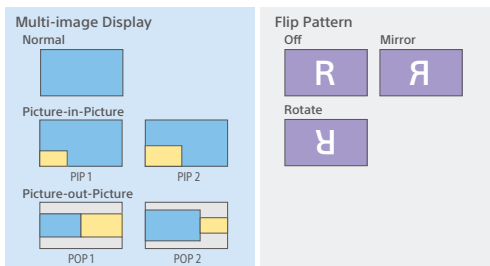 Multi-image Display
Normal
Picture-in-Picture
PIP 1
PIP 2
Picture-out-Picture
POP 1
POP 2
Flip Pattern
Off
Mirror
R
Я
Rotate
R